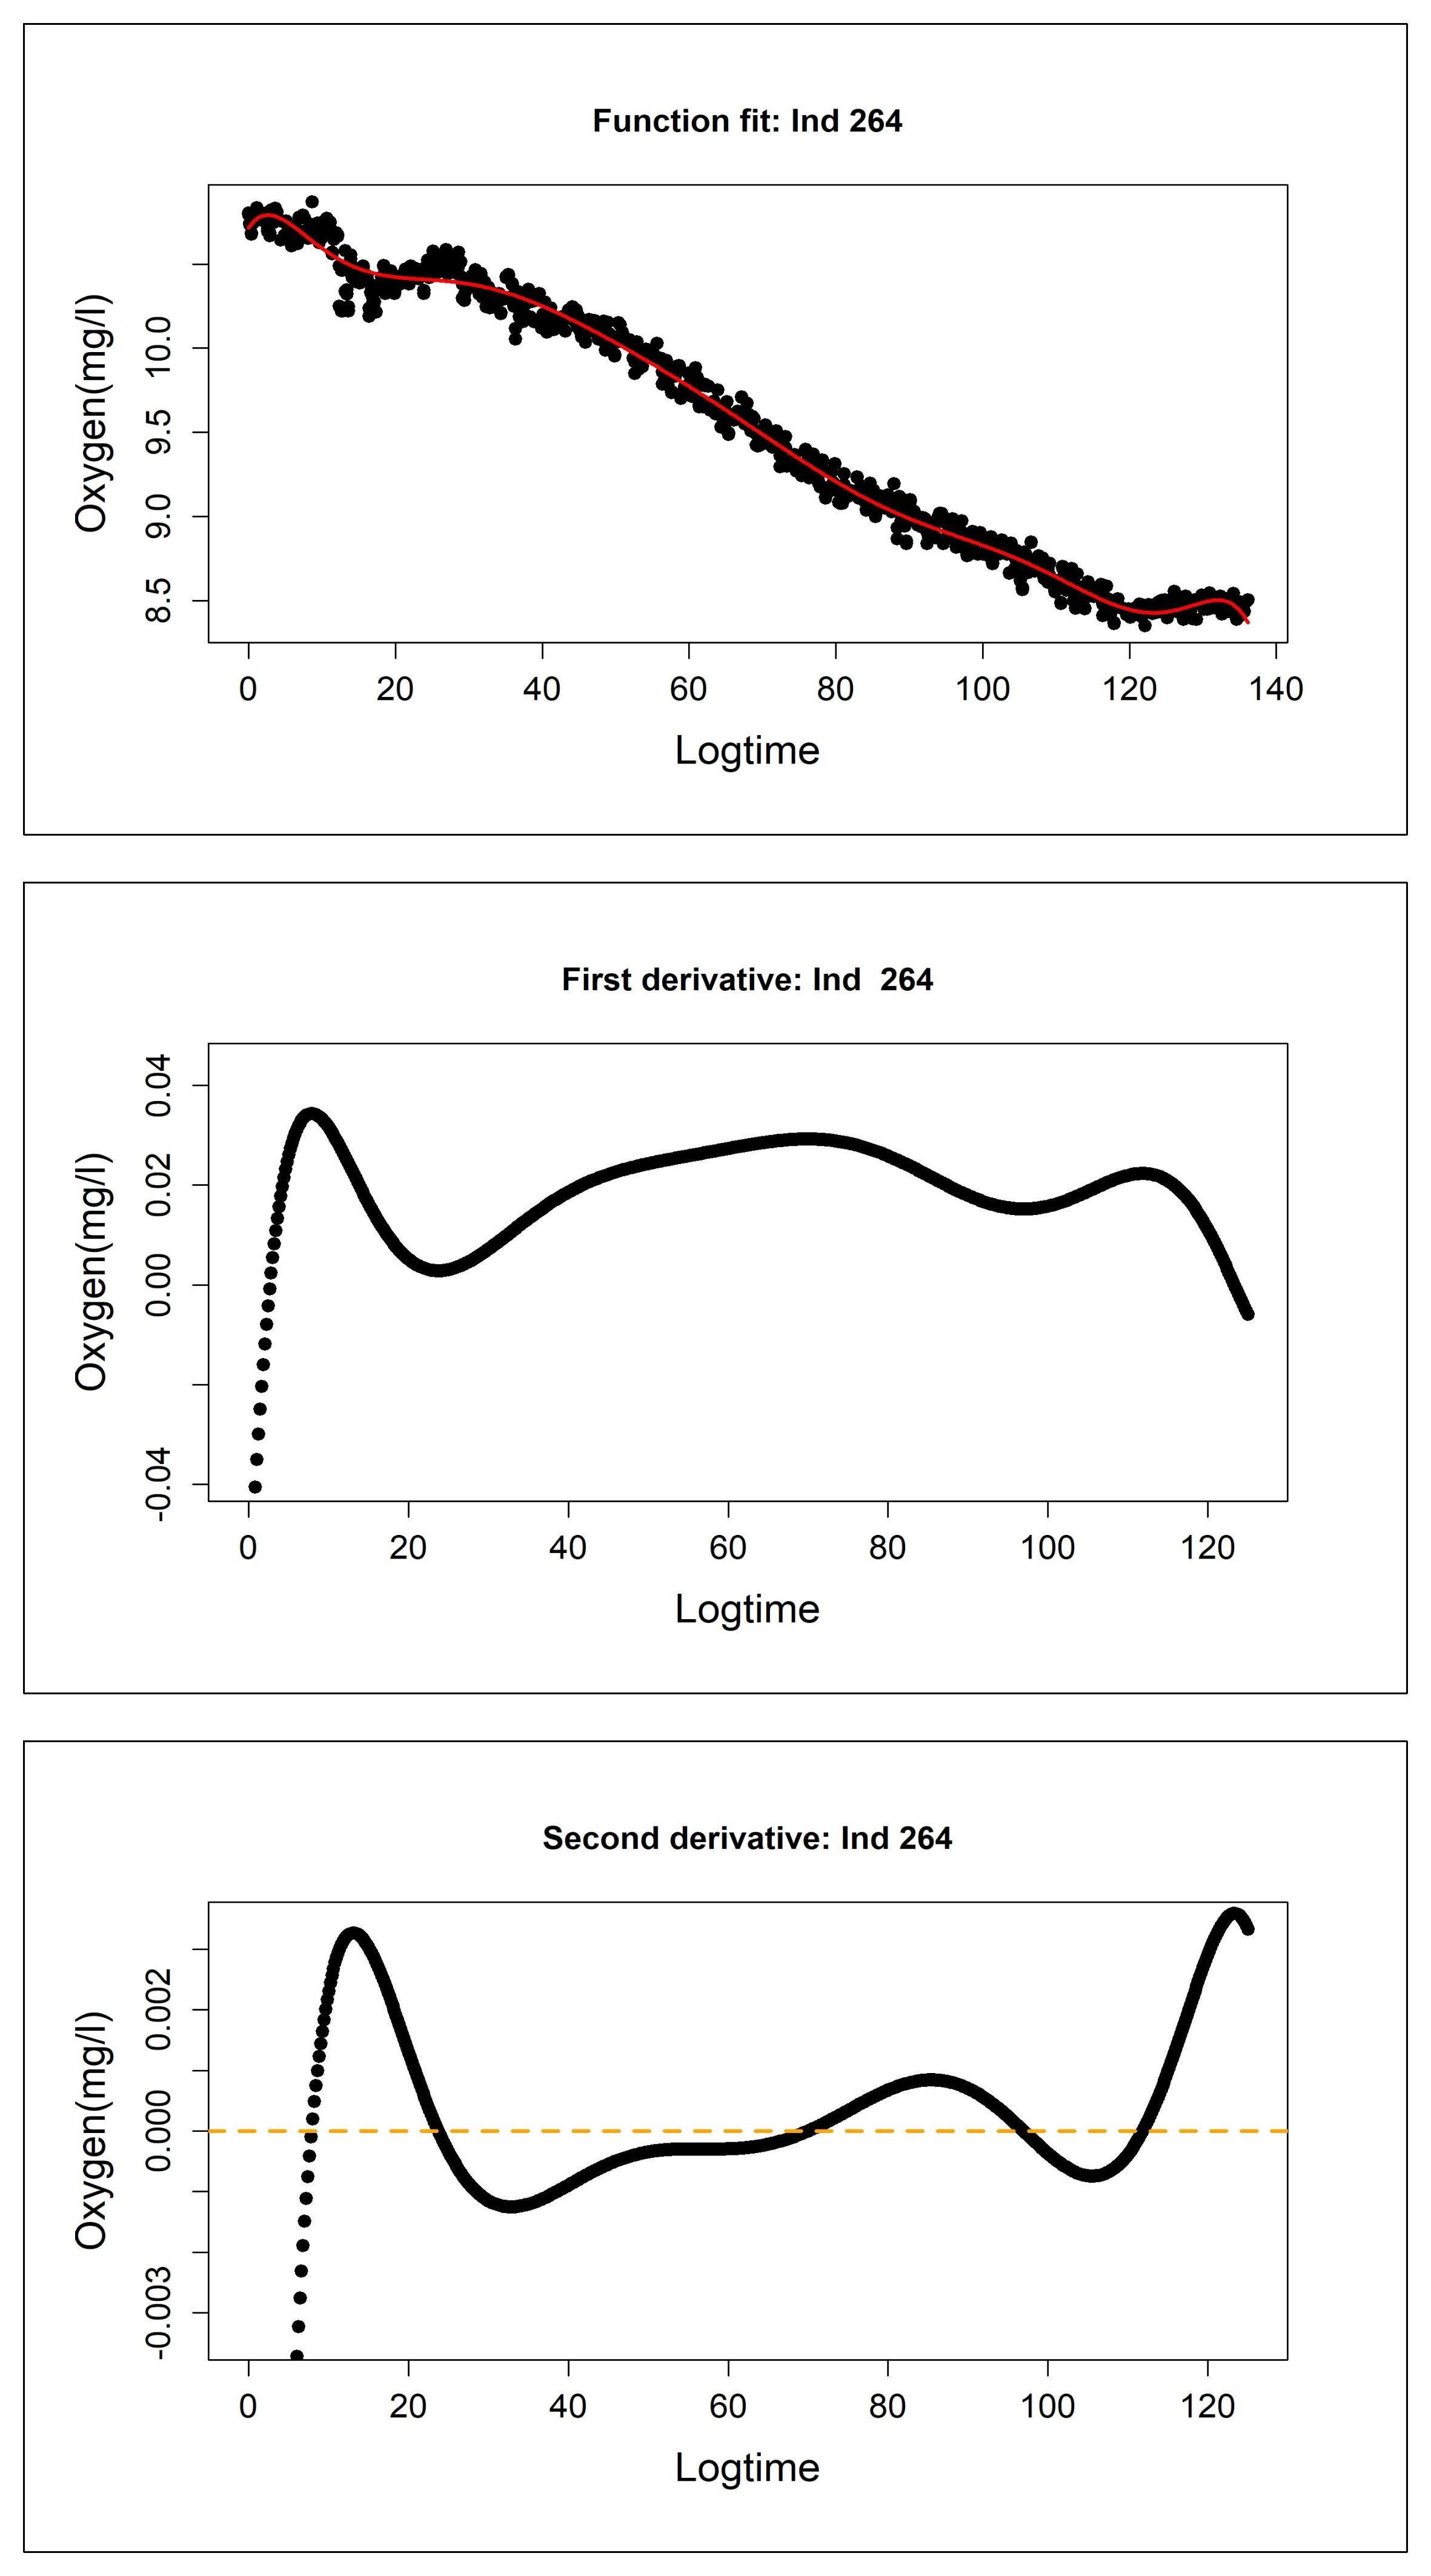 Function fit: Ind 264
Oxygen(mg/l)
10.0
9.5
9.0
8.5
0 20 40 60 80 100 120 140
Logtime
First derivative: Ind  264
Oxygen(mg/l)
0.04
0.02
0.00
-0.04
0 20 40 60 80 100 120
Logtime
Second derivative: Ind 264
Oxygen(mg/l)
0.002
0.000
-0.003
0 20 40 60 80 100 120
Logtime